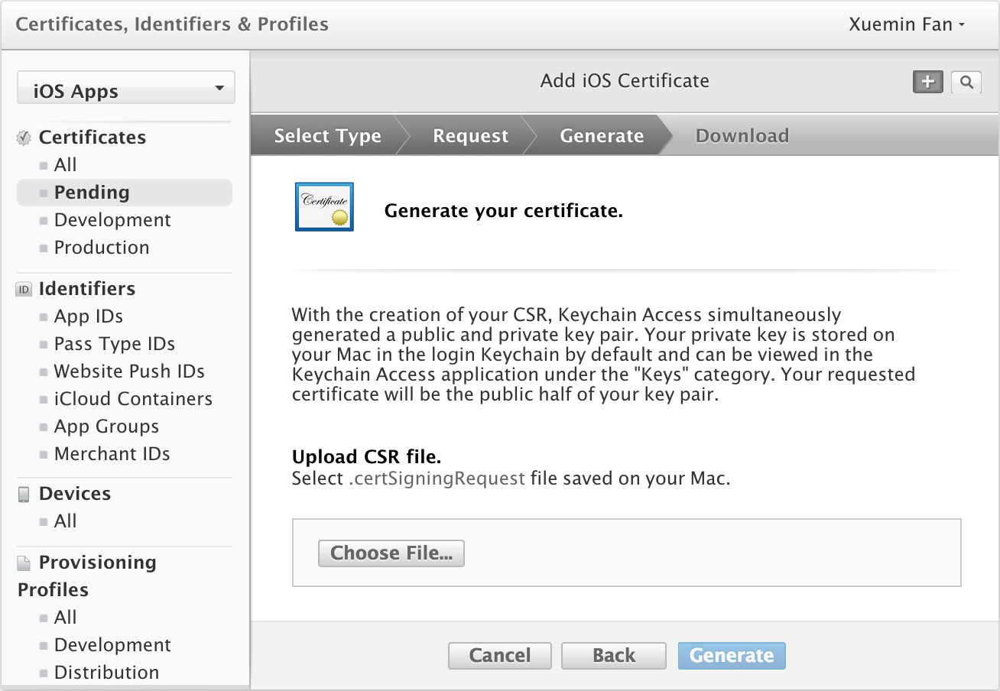 Certificates, Identifiers & Profiles
Xuemin Fan
iOS Apps
Certificates
All
Pending
Development
Production
ID
Identifiers
App IDs
Pass Type IDs
Website Push IDs
iCloud Containers
App Groups
Merchant IDs
Devices
All
Provisioning
Profiles
All
Development
Distribution
Add iOS Certificate
Select Type
Request
Generate
Download
Certificate
Generate your certificate.
With the creation of your CSR, Keychain Access simultaneously
generated a public and private key pair. Your private key is stored on
your Mac in the login Keychain by default and can be viewed in the
Keychain Access application under the "Keys" category. Your requested
certificate will be the public half of your key pair.
Upload CSR file.
Select .certSigningRequest file saved on your Mac.
Choose File...
Cancel
Back
Generate